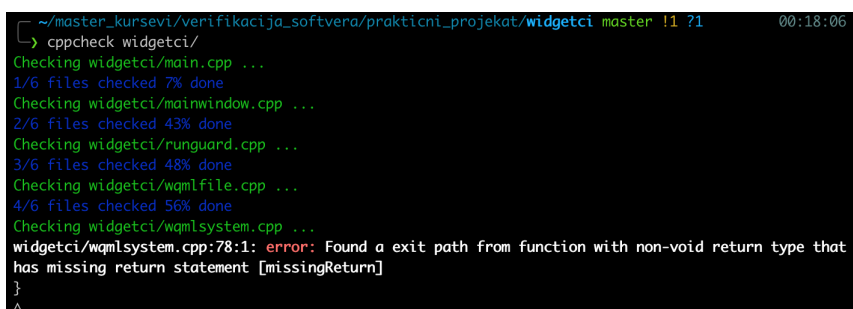 ~/master_kursevi/verifikacija_softvera/prakticni_projekat/widgetci master !1 ?1 00:18:06
❯ cppcheck widgetci/
Checking widgetci/main.cpp ...
1/6 files checked 7% done
Checking widgetci/mainwindow.cpp ...
2/6 files checked 43% done
Checking widgetci/runguard.cpp ...
3/6 files checked 48% done
Checking widgetci/wqmlfile.cpp ...
4/6 files checked 56% done
Checking widgetci/wqmlsystem.cpp ...
widgetci/wqmlsystem.cpp:78:1: error: Found a exit path from function with non-void return type that
has missing return statement [missingReturn]
}
^